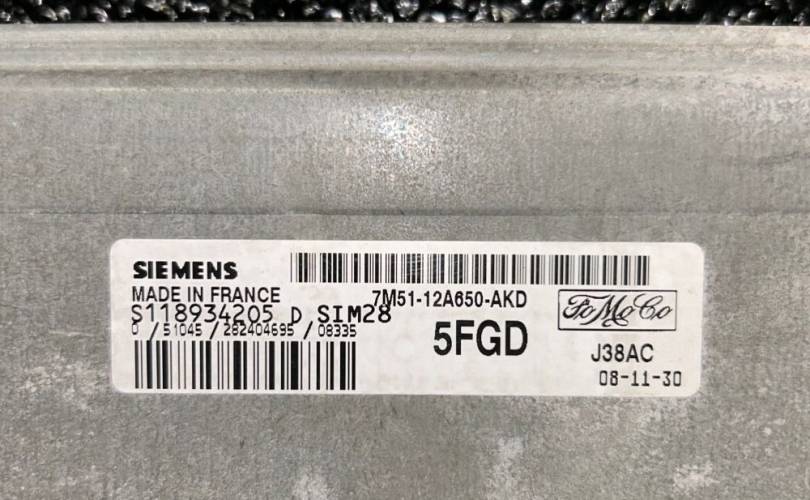 SIEMENS
MADE IN FRANCE
7M51-12A650-AKD
S118934205 D SIM28
0 /51045/282404695/08335
5FGD
FoMoCo
J38AC
08-11-30